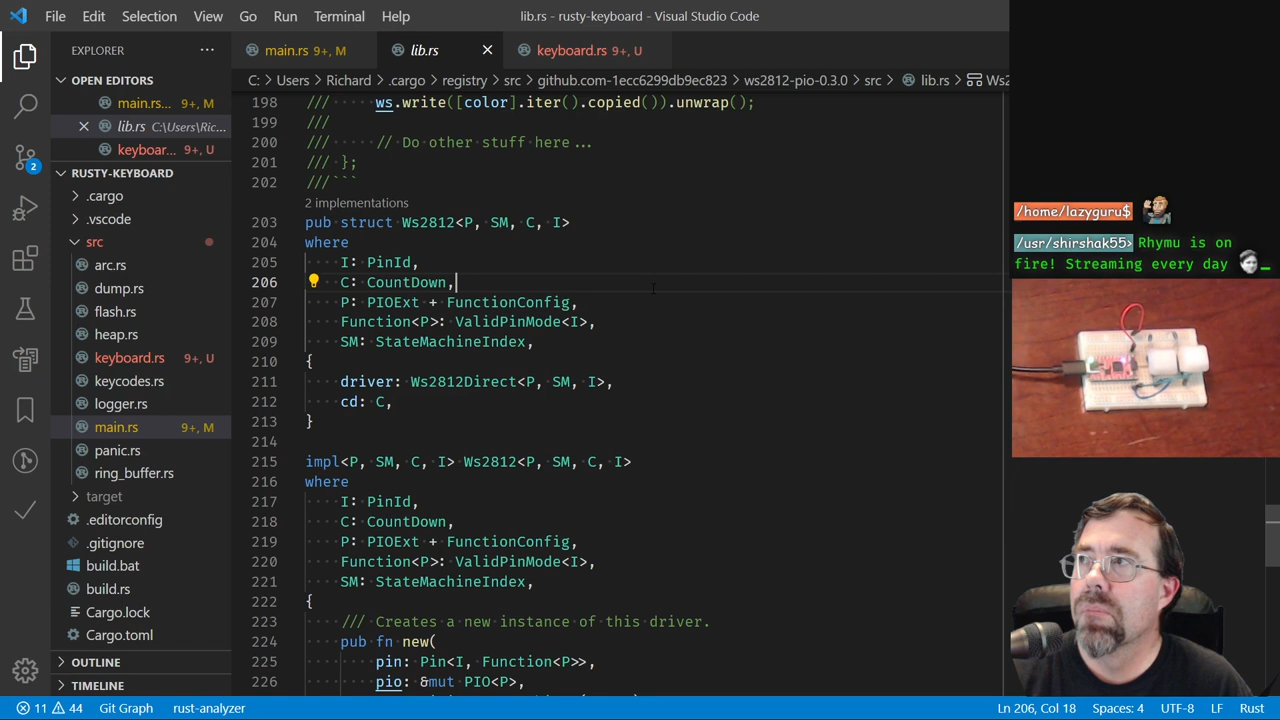 File Edit Selection View Go Run Terminal Help
lib.rs - rusty-keyboard - Visual Studio Code
EXPLORER
OPEN EDITORS
main.rs... 9+, M
lib.rs C:\Users\Ric...
keyboar... 9+, U
RUSTY-KEYBOARD
.cargo
.vscode
src
arc.rs
dump.rs
flash.rs
heap.rs
keyboard.rs 9+, U
keycodes.rs
logger.rs
main.rs 9+, M
panic.rs
ring_buffer.rs
target
.editorconfig
.gitignore
build.bat
build.rs
Cargo.lock
Cargo.toml
OUTLINE
TIMELINE
2
main.rs 9+, M lib.rs keyboard.rs 9+, U
C: > Users > Richard > .cargo > registry > src > github.com-1ecc6299db9ec823 > ws2812-pio-0.3.0 > src > lib.rs > Ws2
198 /// ws.write([color].iter().copied()).unwrap();
199 ///
200 /// // Do other stuff here...
201 /// };
202 ///```
2 implementations
203 pub struct Ws2812<P, SM, C, I>
204 where
205 I: PinId,
206 C: CountDown,
207 P: PIOExt + FunctionConfig,
208 Function<P>: ValidPinMode<I>,
209 SM: StateMachineIndex,
210 {
211 driver: Ws2812Direct<P, SM, I>,
212 cd: C,
213 }
214
215 impl<P, SM, C, I> Ws2812<P, SM, C, I>
216 where
217 I: PinId,
218 C: CountDown,
219 P: PIOExt + FunctionConfig,
220 Function<P>: ValidPinMode<I>,
221 SM: StateMachineIndex,
222 {
223 /// Creates a new instance of this driver.
224 pub fn new(
225 pin: Pin<I, Function<P>>,
226 pio: &mut PIO<P>,
/home/lazyguru$
/usr/shirshak55> Rhymu is on
fire! Streaming every day
11 44 Git Graph rust-analyzer
Ln 206, Col 18 Spaces: 4 UTF-8 LF Rust